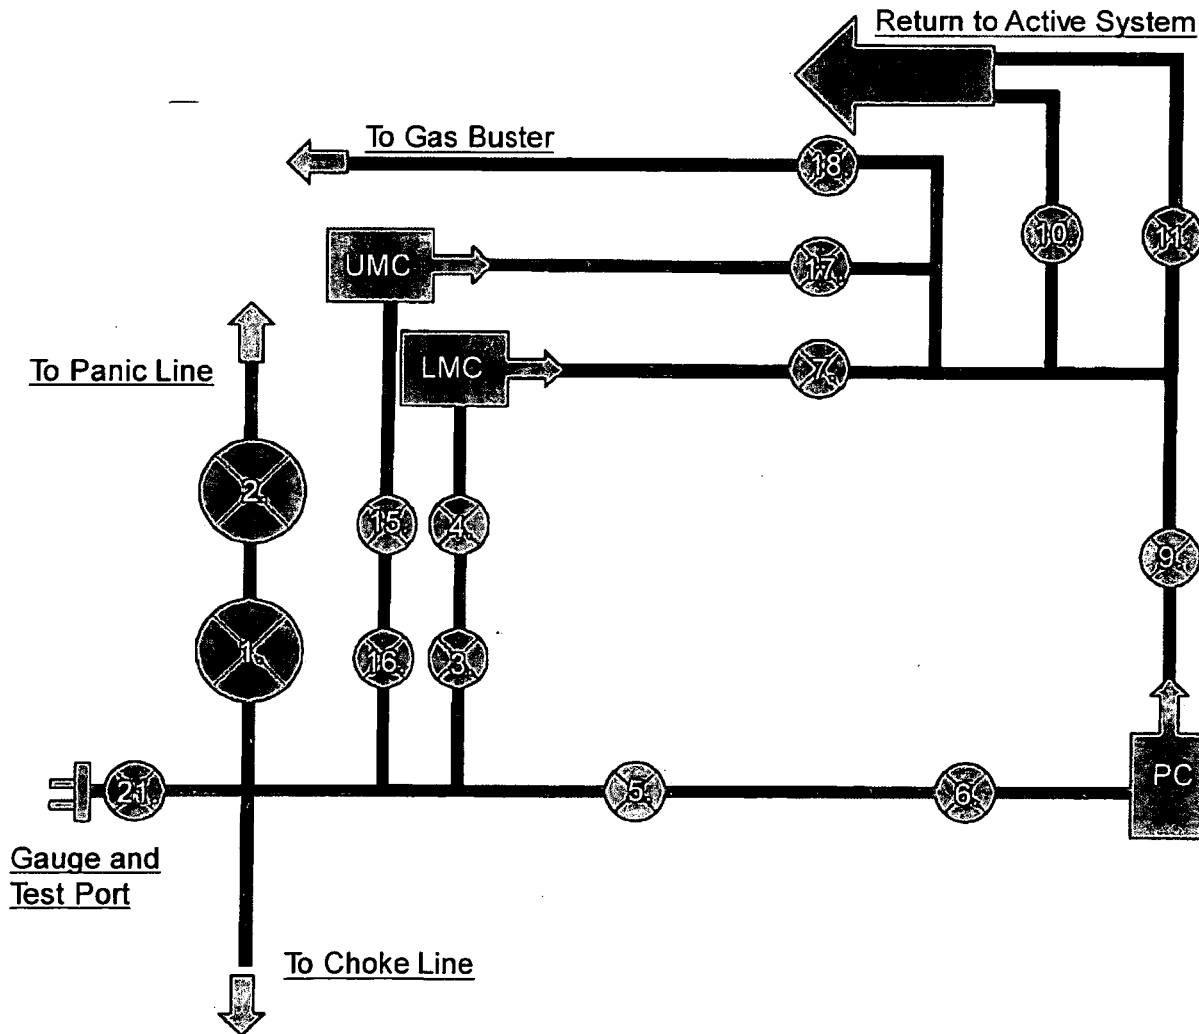 Return to Active System
To Gas Buster
18.
UMC
17.
10.
11.
To Panic Line
LMC
7.
2.
15.
4.
9.
1.
16.
3.
21.
5.
6.
PC
Gauge and
Test Port
To Choke Line